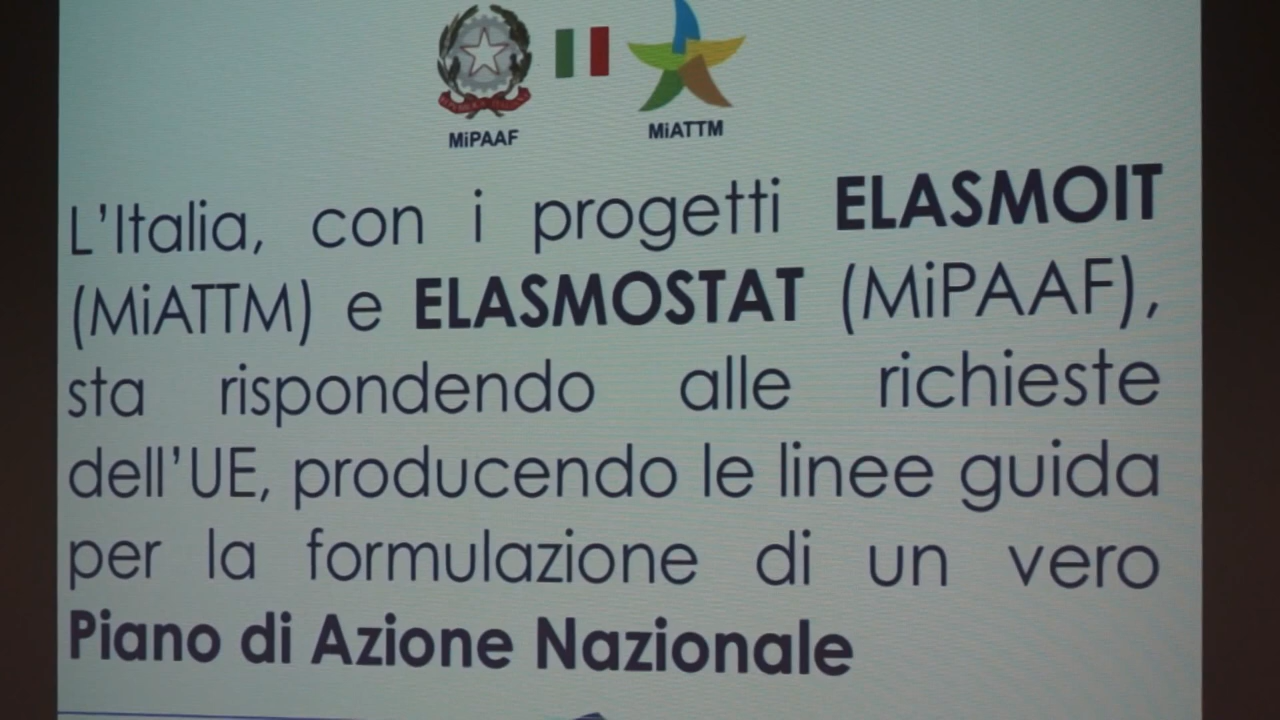 MiPAAF MiATTM
L'Italia, con i progetti ELASMOIT
(MiATTM) e ELASMOSTAT (MiPAAF),
sta rispondendo alle richieste
dell'UE, producendo le linee guida
per la formulazione di un vero
Piano di Azione Nazionale